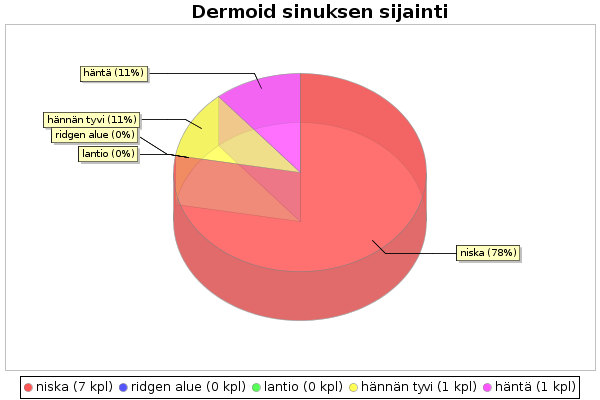 Dermoid sinuksen sijainti
häntä (11%)
hännän tyvi (11%)
ridgen alue (0%)
lantio (0%)
niska (78%)
niska (7 kpl) ridgen alue (0 kpl) lantio (0 kpl) hännän tyvi (1 kpl) häntä (1 kpl)